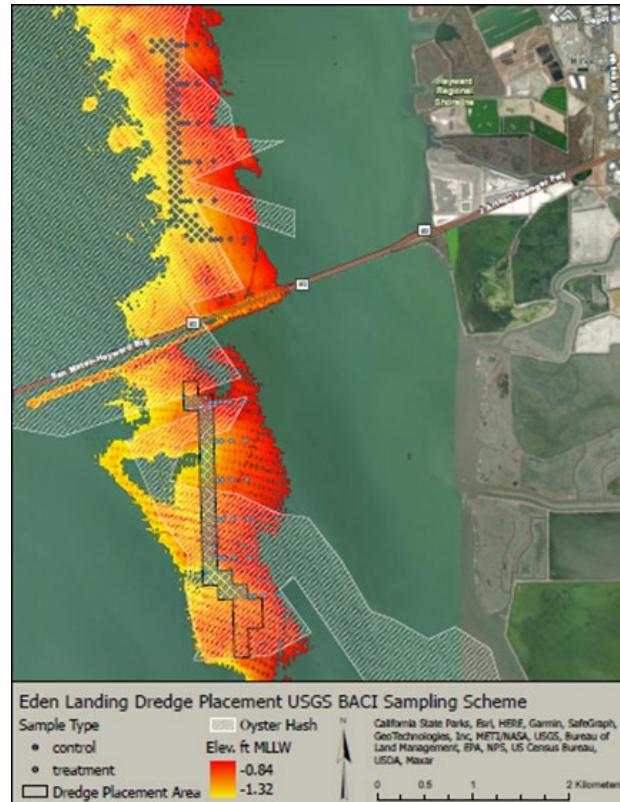 Hayward
Regional
Shoreline
J Arthur Younger Fwy
92
92
San Mateo-Hayward Brg
Eden Landing Dredge Placement USGS BACI Sampling Scheme
Sample Type
control
treatment
Dredge Placement Area
Oyster Hash
Elev. ft MLLW
-0.84
-1.32
N
California State Parks, Esri, HERE, Garmin, SafeGraph,
GeoTechnologies, Inc, METI/NASA, USGS, Bureau of
Land Management, EPA, NPS, US Census Bureau,
USDA, Maxar
0 0.5 1 2 Kilometers